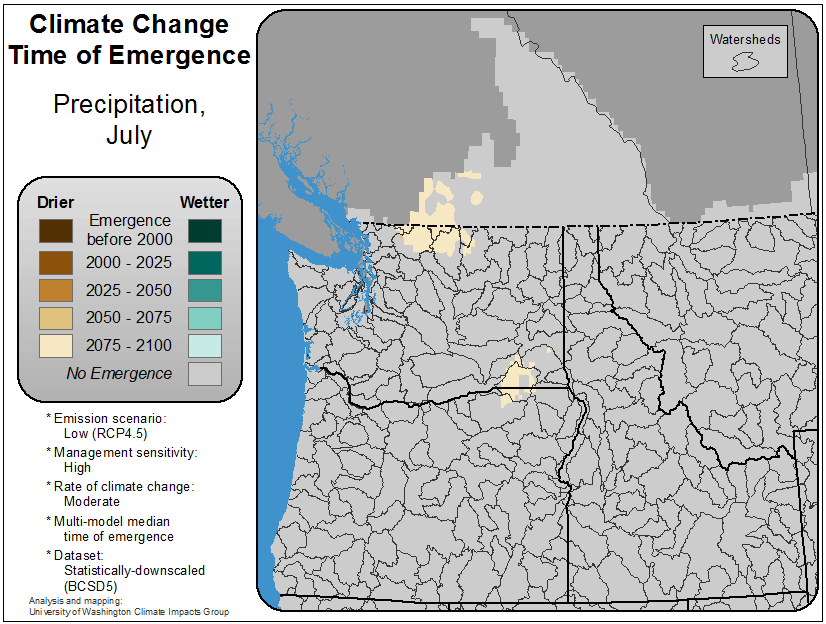 Climate Change
Time of Emergence
Precipitation,
July
Drier
Wetter
Emergence
before 2000
2000 - 2025
2025 - 2050
2050 - 2075
2075 - 2100
No Emergence
* Emission scenario:
Low (RCP4.5)
* Management sensitivity:
High
* Rate of climate change:
Moderate
* Multi-model median
time of emergence
* Dataset:
Statistically-downscaled
(BCSD5)
Analysis and mapping:
University of Washington Climate Impacts Group
Watersheds